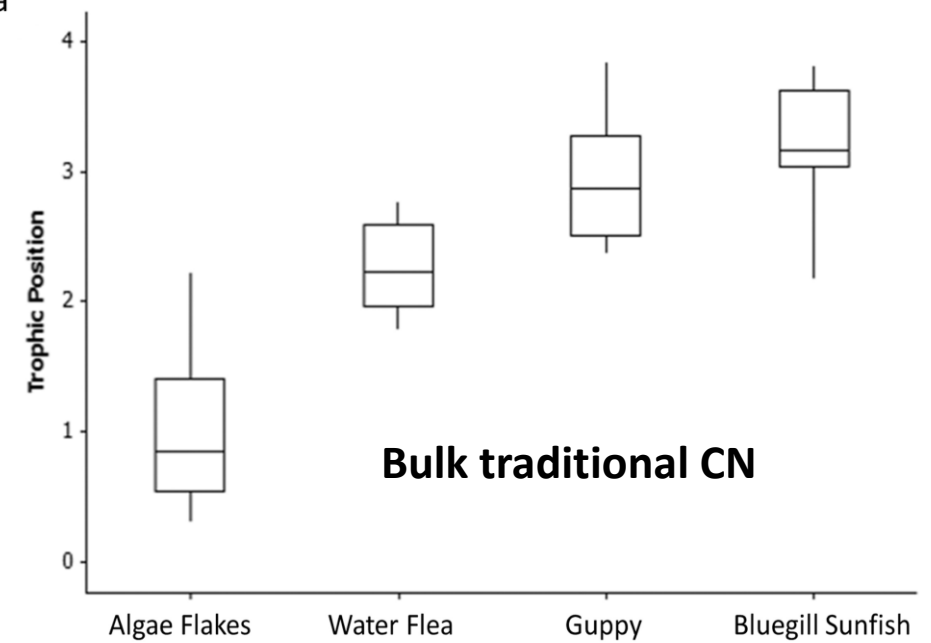 a
4
3
2
1
0
Trophic Position
Bulk traditional CN
Algae Flakes Water Flea Guppy Bluegill Sunfish